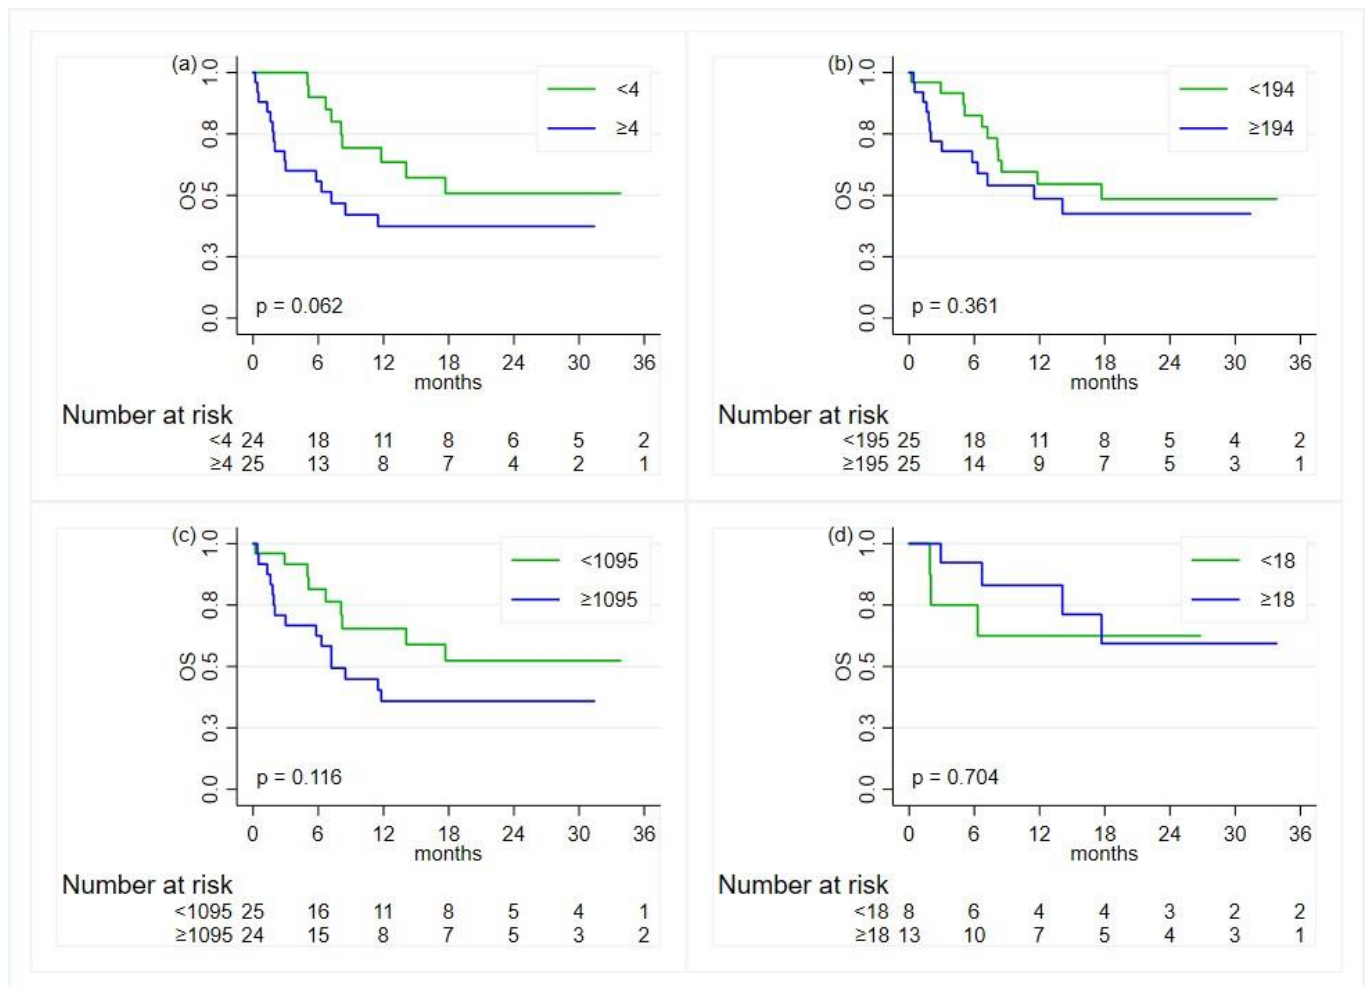 (a)
1.0
<4
≥4
0.8
OS
0.5
0.3
p = 0.062
0.0
0 6 12 18 24 30 36
months
Number at risk
<4 24 18 11 8 6 5 2
≥4 25 13 8 7 4 2 1
(b)
1.0
<194
≥194
0.8
OS
0.5
0.3
p = 0.361
0.0
0 6 12 18 24 30 36
months
Number at risk
<195 25 18 11 8 5 4 2
≥195 25 14 9 7 5 3 1
(c)
1.0
<1095
≥1095
0.8
OS
0.5
0.3
p = 0.116
0.0
0 6 12 18 24 30 36
months
Number at risk
<1095 25 16 11 8 5 4 1
≥1095 24 15 8 7 5 3 2
(d)
1.0
<18
≥18
0.8
OS
0.5
0.3
p = 0.704
0.0
0 6 12 18 24 30 36
months
Number at risk
<18 8 6 4 4 3 2 2
≥18 13 10 7 5 4 3 1